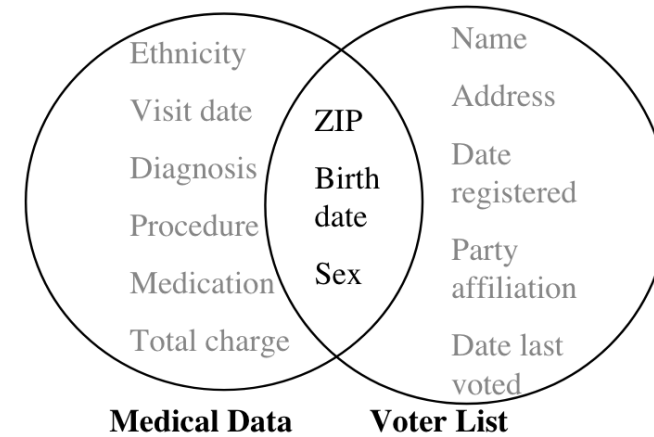 Ethnicity
Visit date
Diagnosis
Procedure
Medication
Total charge
ZIP
Birth
date
Sex
Name
Address
Date
registered
Party
affiliation
Date last
voted
Medical Data
Voter List